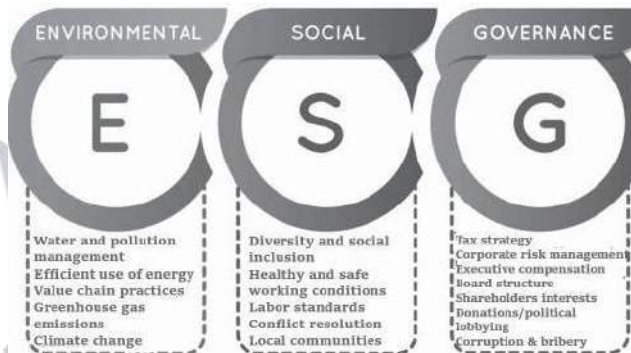 ENVIRONMENTAL
E
Water and pollution
management
Efficient use of energy
Value chain practices
Greenhouse gas
emissions
Climate change
SOCIAL
S
Diversity and social
inclusion
Healthy and safe
working conditions
Labor standards
Conflict resolution
Local communities
GOVERNANCE
G
Tax strategy
Corporate risk management
Executive compensation
Board structure
Shareholders interests
Donations/political
lobbying
Corruption & bribery